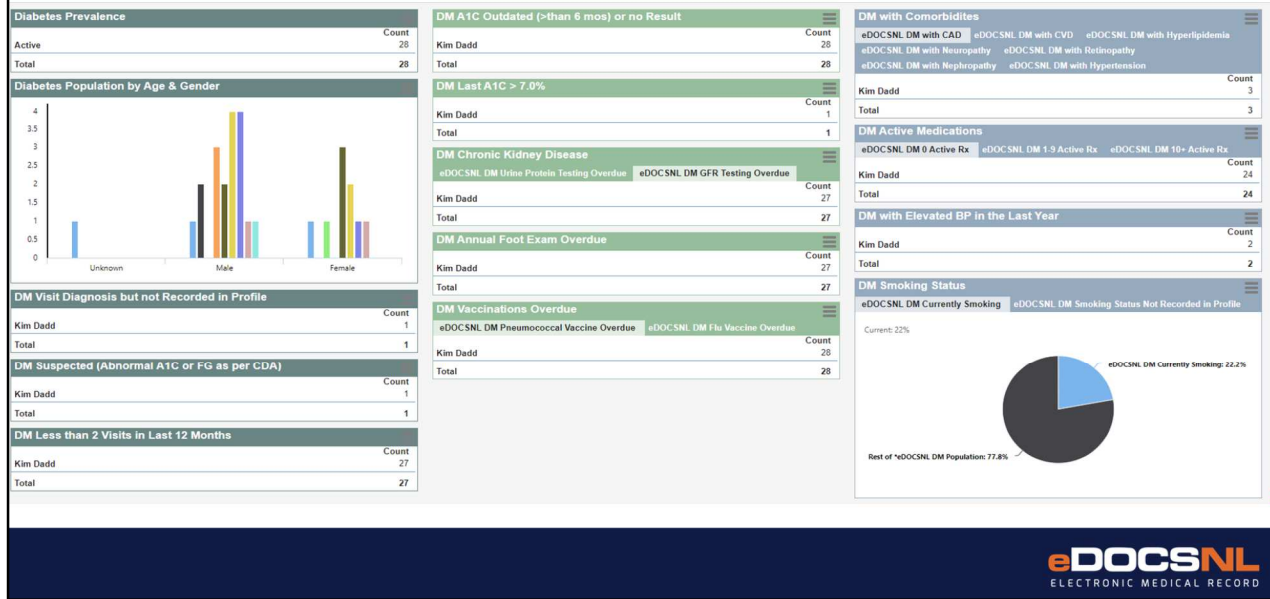 Diabetes Prevalence
Count
Active 28
Total 28
Diabetes Population by Age & Gender
4
3.5
3
2.5
2
1.5
1
0.5
0
Unknown Male Female
DM Visit Diagnosis but not Recorded in Profile
Count
Kim Dadd 1
Total 1
DM Suspected (Abnormal A1C or FG as per CDA)
Count
Kim Dadd 1
Total 1
DM Less than 2 Visits in Last 12 Months
Count
Kim Dadd 27
Total 27
DM A1C Outdated (>than 6 mos) or no Result
Count
Kim Dadd 28
Total 28
DM Last A1C > 7.0%
Count
Kim Dadd 1
Total 1
DM Chronic Kidney Disease
eDOCSNL DM Urine Protein Testing Overdue eDOCSNL DM GFR Testing Overdue
Count
Kim Dadd 27
Total 27
DM Annual Foot Exam Overdue
Count
Kim Dadd 27
Total 27
DM Vaccinations Overdue
eDOCSNL DM Pneumococcal Vaccine Overdue eDOCSNL DM Flu Vaccine Overdue
Count
Kim Dadd 28
Total 28
DM with Comorbidites
eDOCSNL DM with CAD eDOCSNL DM with CVD eDOCSNL DM with Hyperlipidemia
eDOCSNL DM with Neuropathy eDOCSNL DM with Retinopathy
eDOCSNL DM with Nephropathy eDOCSNL DM with Hypertension
Count
Kim Dadd 3
Total 3
DM Active Medications
eDOCSNL DM 0 Active Rx eDOCSNL DM 1-9 Active Rx eDOCSNL DM 10+ Active Rx
Count
Kim Dadd 24
Total 24
DM with Elevated BP in the Last Year
Count
Kim Dadd 2
Total 2
DM Smoking Status
eDOCSNL DM Currently Smoking eDOCSNL DM Smoking Status Not Recorded in Profile
Current: 22%
eDOCSNL DM Currently Smoking: 22.2%
Rest of *eDOCSNL DM Population: 77.8%
eDOCSNL
ELECTRONIC MEDICAL RECORD